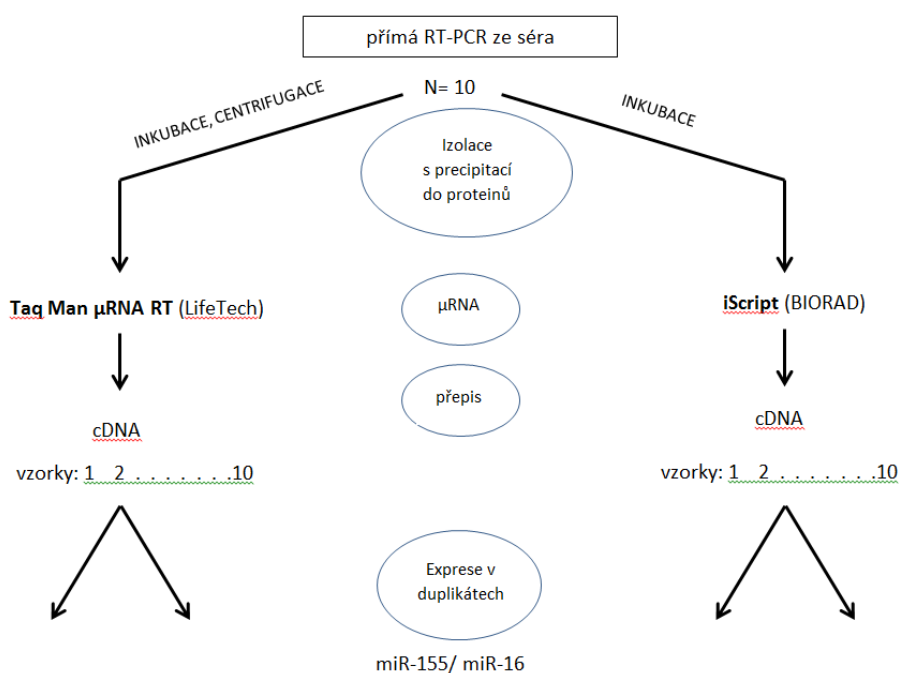 přímá RT-PCR ze séra
N= 10
INKUBACE, CENTRIFUGACE
INKUBACE
Izolace
s precipitací
do proteinů
Taq Man µRNA RT (LifeTech)
µRNA
iScript (BIORAD)
přepis
cDNA
cDNA
vzorky: 1 2 . . . . . . .10
vzorky: 1 2 . . . . . . .10
Exprese v
duplikátech
miR-155/ miR-16